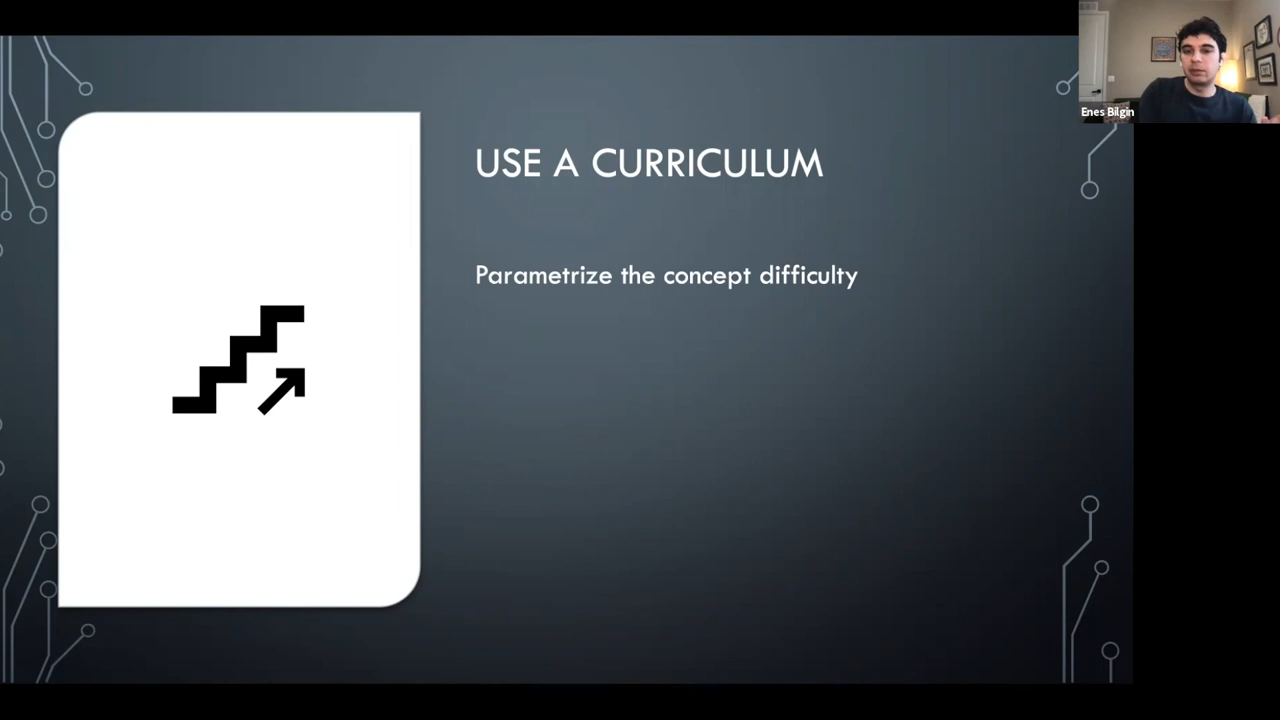 USE A CURRICULUM
Parametrize the concept difficulty
Enes Bilgin